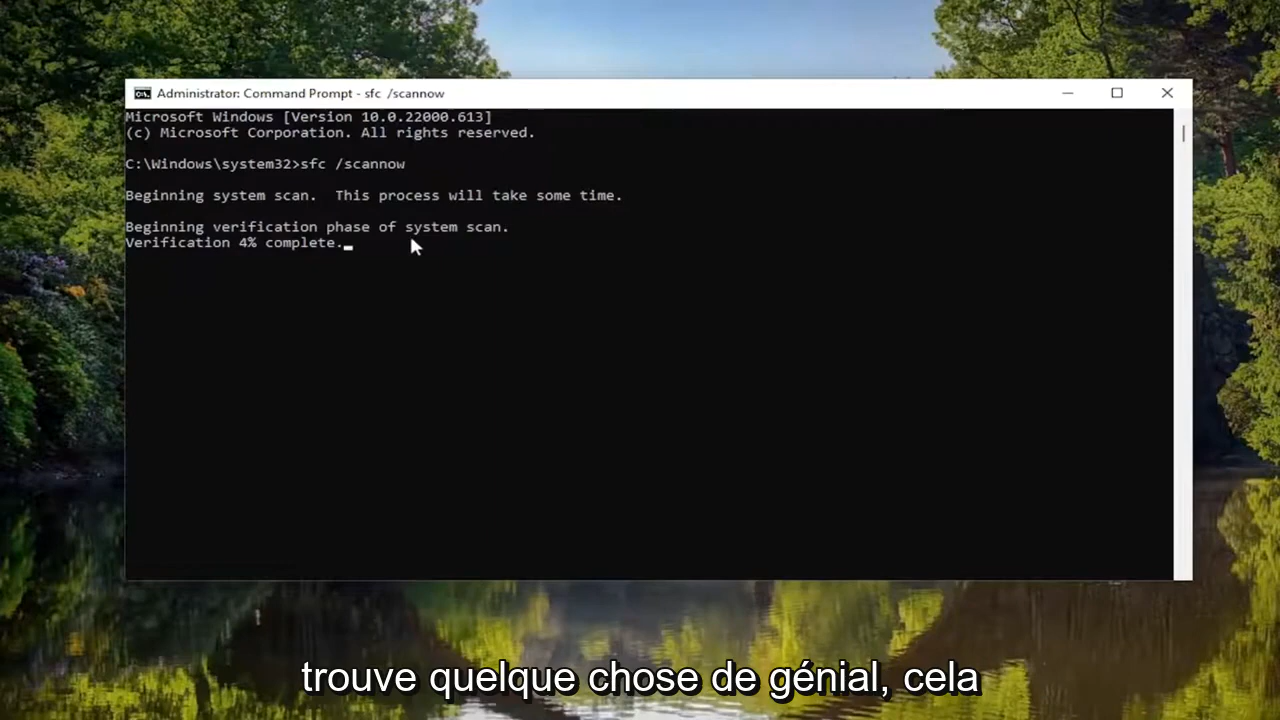 Administrator: Command Prompt - sfc /scannow
Microsoft Windows [Version 10.0.22000.613]
(c) Microsoft Corporation. All rights reserved.
C:\Windows\system32>sfc /scannow
Beginning system scan.  This process will take some time.
Beginning verification phase of system scan.
Verification 4% complete.
trouve quelque chose de génial, cela